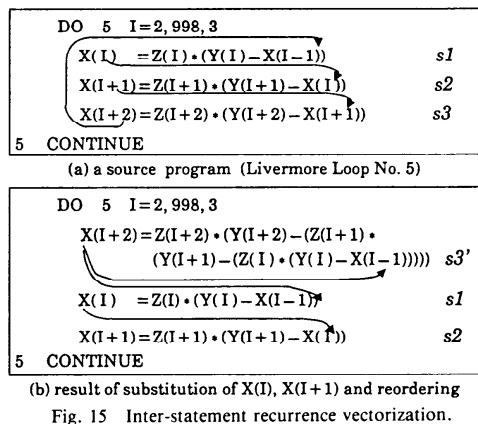 DO 5 I=2,998,3
X(I) =Z(I)*(Y(I)-X(I-1)) s1
X(I+1)=Z(I+1)*(Y(I+1)-X(I)) s2
X(I+2)=Z(I+2)*(Y(I+2)-X(I+1)) s3
5 CONTINUE
(a) a source program (Livermore Loop No. 5)
DO 5 I=2,998,3
X(I+2)=Z(I+2)*(Y(I+2)-(Z(I+1)*
(Y(I+1)-(Z(I)*(Y(I)-X(I-1))))) s3'
X(I) =Z(I)*(Y(I)-X(I-1)) s1
X(I+1)=Z(I+1)*(Y(I+1)-X(I)) s2
5 CONTINUE
(b) result of substitution of X(I), X(I+1) and reordering
Fig. 15 Inter-statement recurrence vectorization.